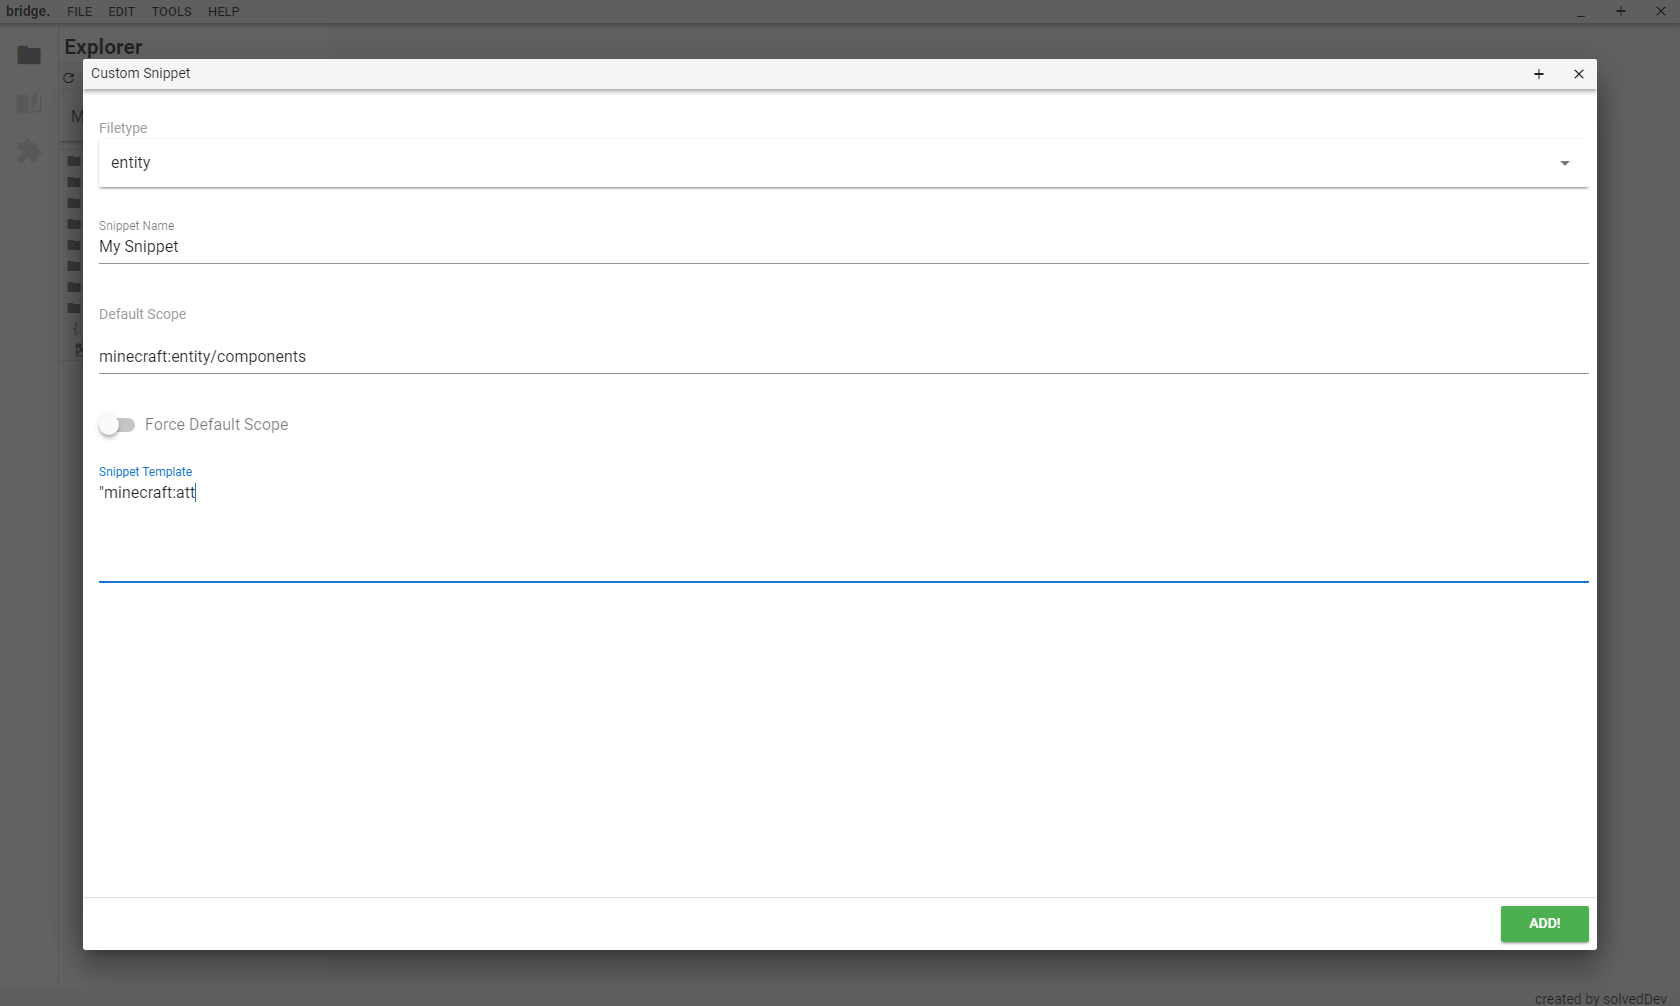 bridge. FILE EDIT TOOLS HELP
Explorer
Custom Snippet
M
Filetype
entity
Snippet Name
My Snippet
Default Scope
minecraft:entity/components
Force Default Scope
Snippet Template
"minecraft:att
ADD!
created by solvedDev